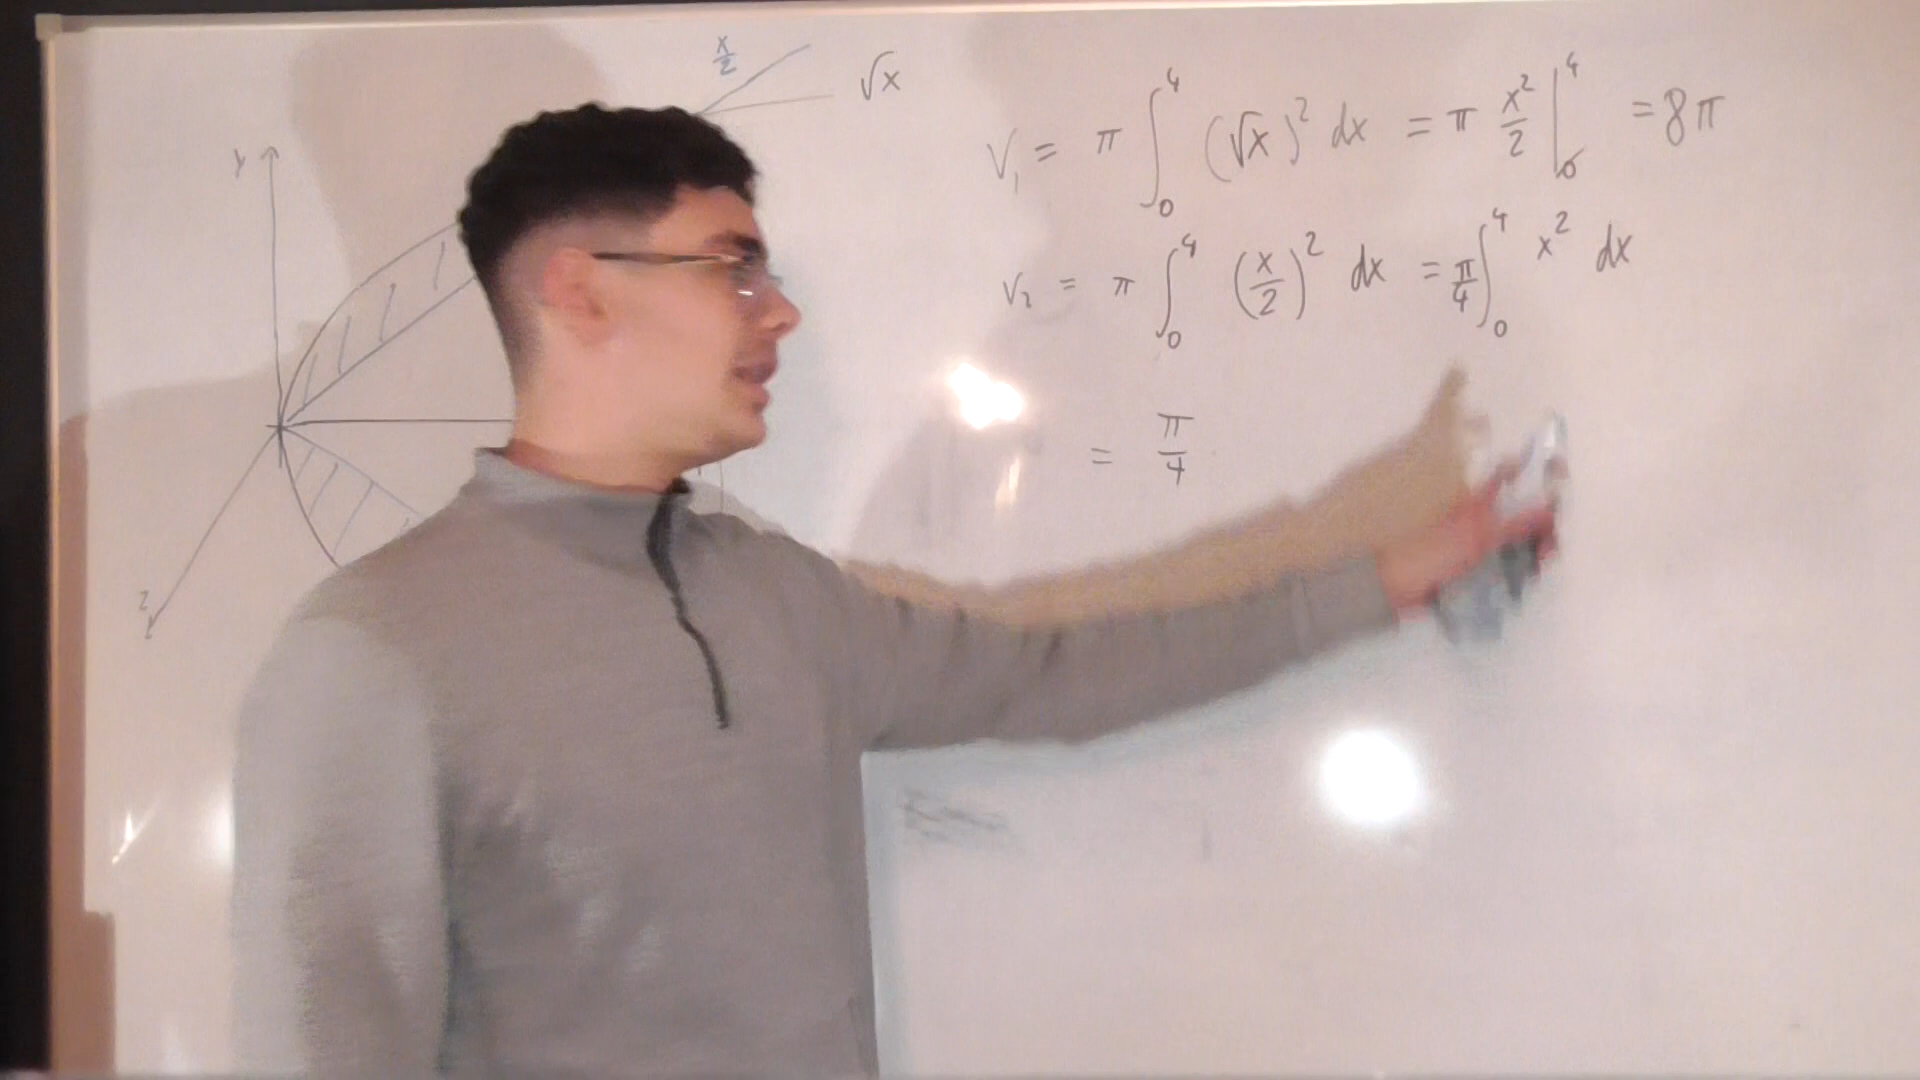 x/2
√x
y
z
V₁ = π ∫₀⁴ (√x)² dx = π x²/2 |₀⁴ = 8π
V₂ = π ∫₀⁴ (x/2)² dx = π/4 ∫₀⁴ x² dx
= π/4